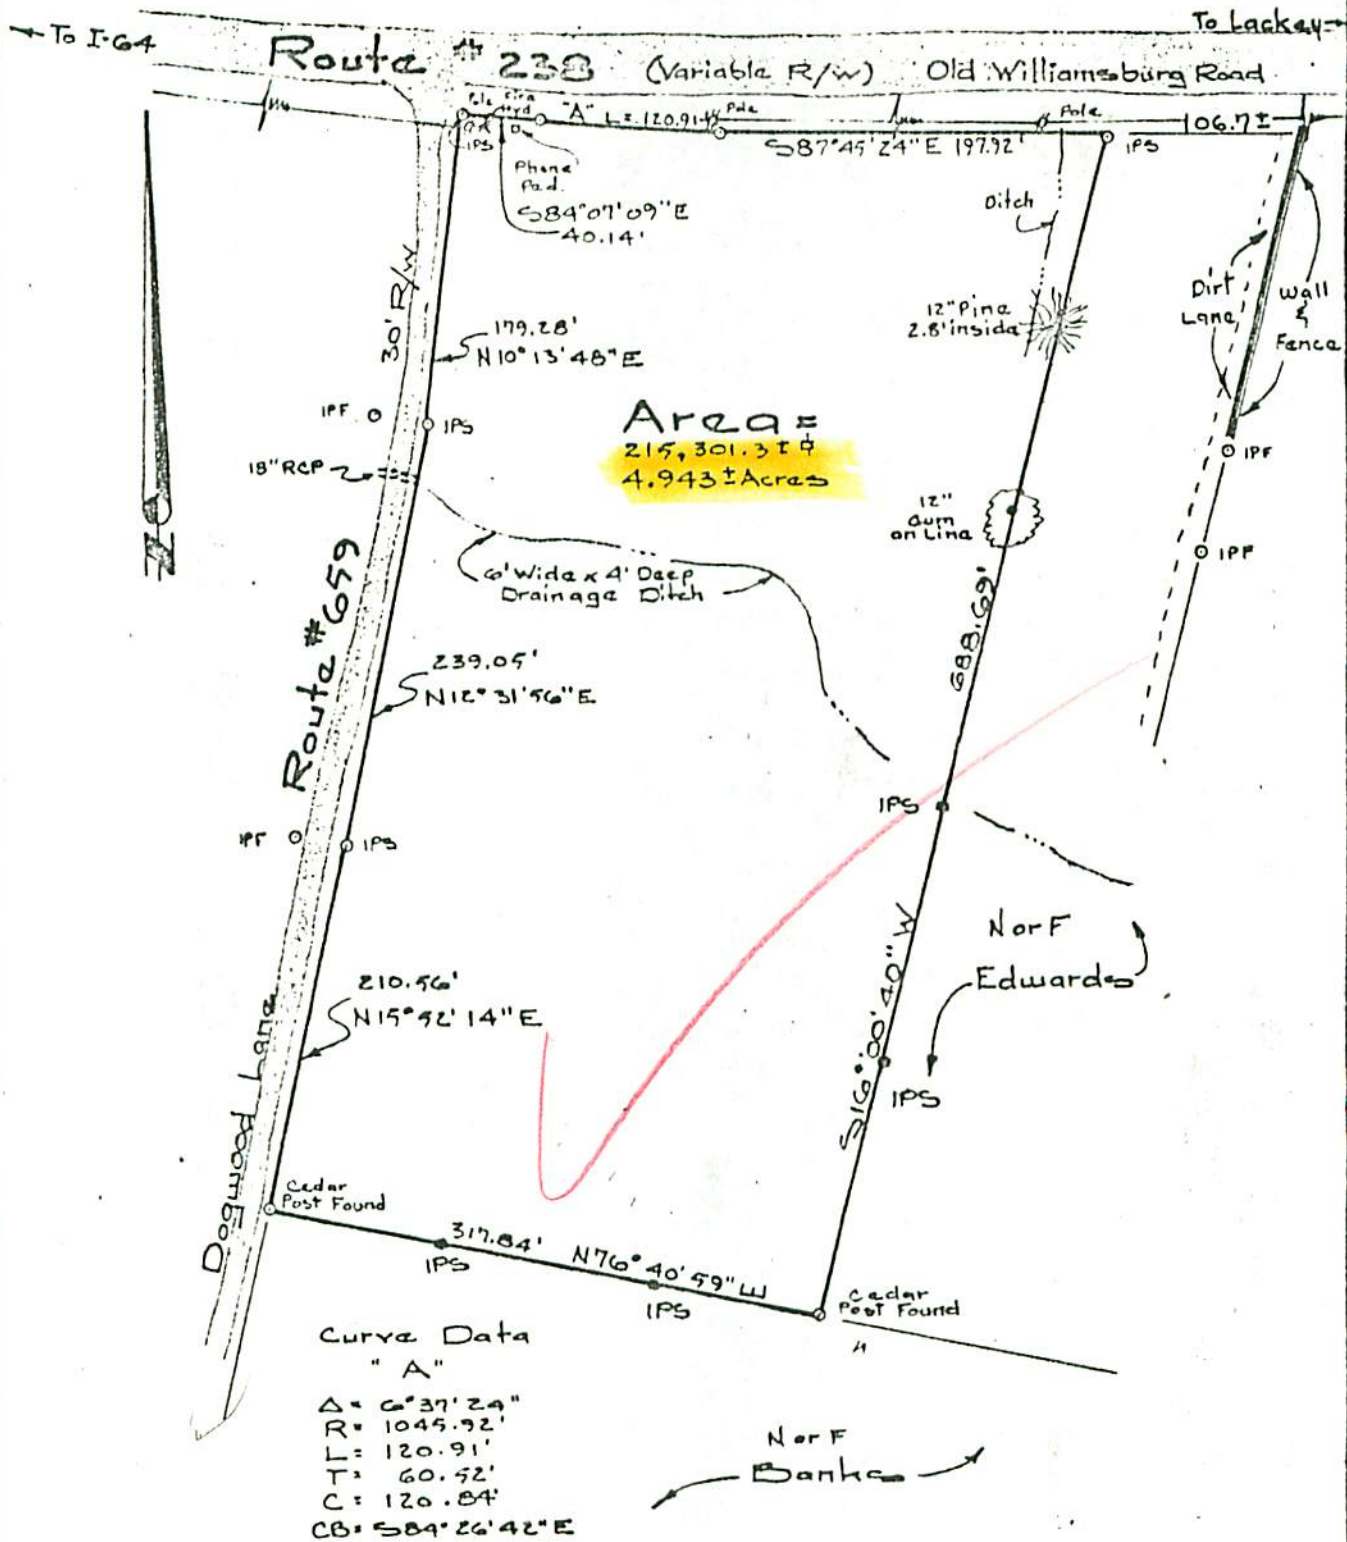 To I-64
To Lackey
Route # 238 (Variable R/W) Old Williamsburg Road
Pole
Fire
Hyd
"A" L=120.91'
Pole
Pole
106.7±
IPS
S87°45'24"E 197.92'
IPS
Phone
Ped.
S84°07'09"E
40.14'
Ditch
30' R/W
12" Pine
2.8' inside
Dirt
Lane
Wall
&
Fence
179.28'
N10°13'48"E
IPF
IPS
Area=
215,301.3±
4.943± Acres
IPF
18" RCP
12"
Gum
on Line
IPF
N
6' Wide x 4' Deep
Drainage Ditch
Route #659
688.69'
239.05'
N12°31'56"E
IPS
IPF
IPS
N or F
Edwards
S16°00'40"W
210.56'
N15°52'14"E
IPS
Dogwood Lane
Cedar
Post Found
317.84' N76°40'59"W
IPS
IPS
Cedar
Post Found
Curve Data
"A"
Δ= 6°37'24"
R= 1045.92'
L= 120.91'
T= 60.52'
C= 120.84'
CB= S84°26'42"E
N or F
Banks